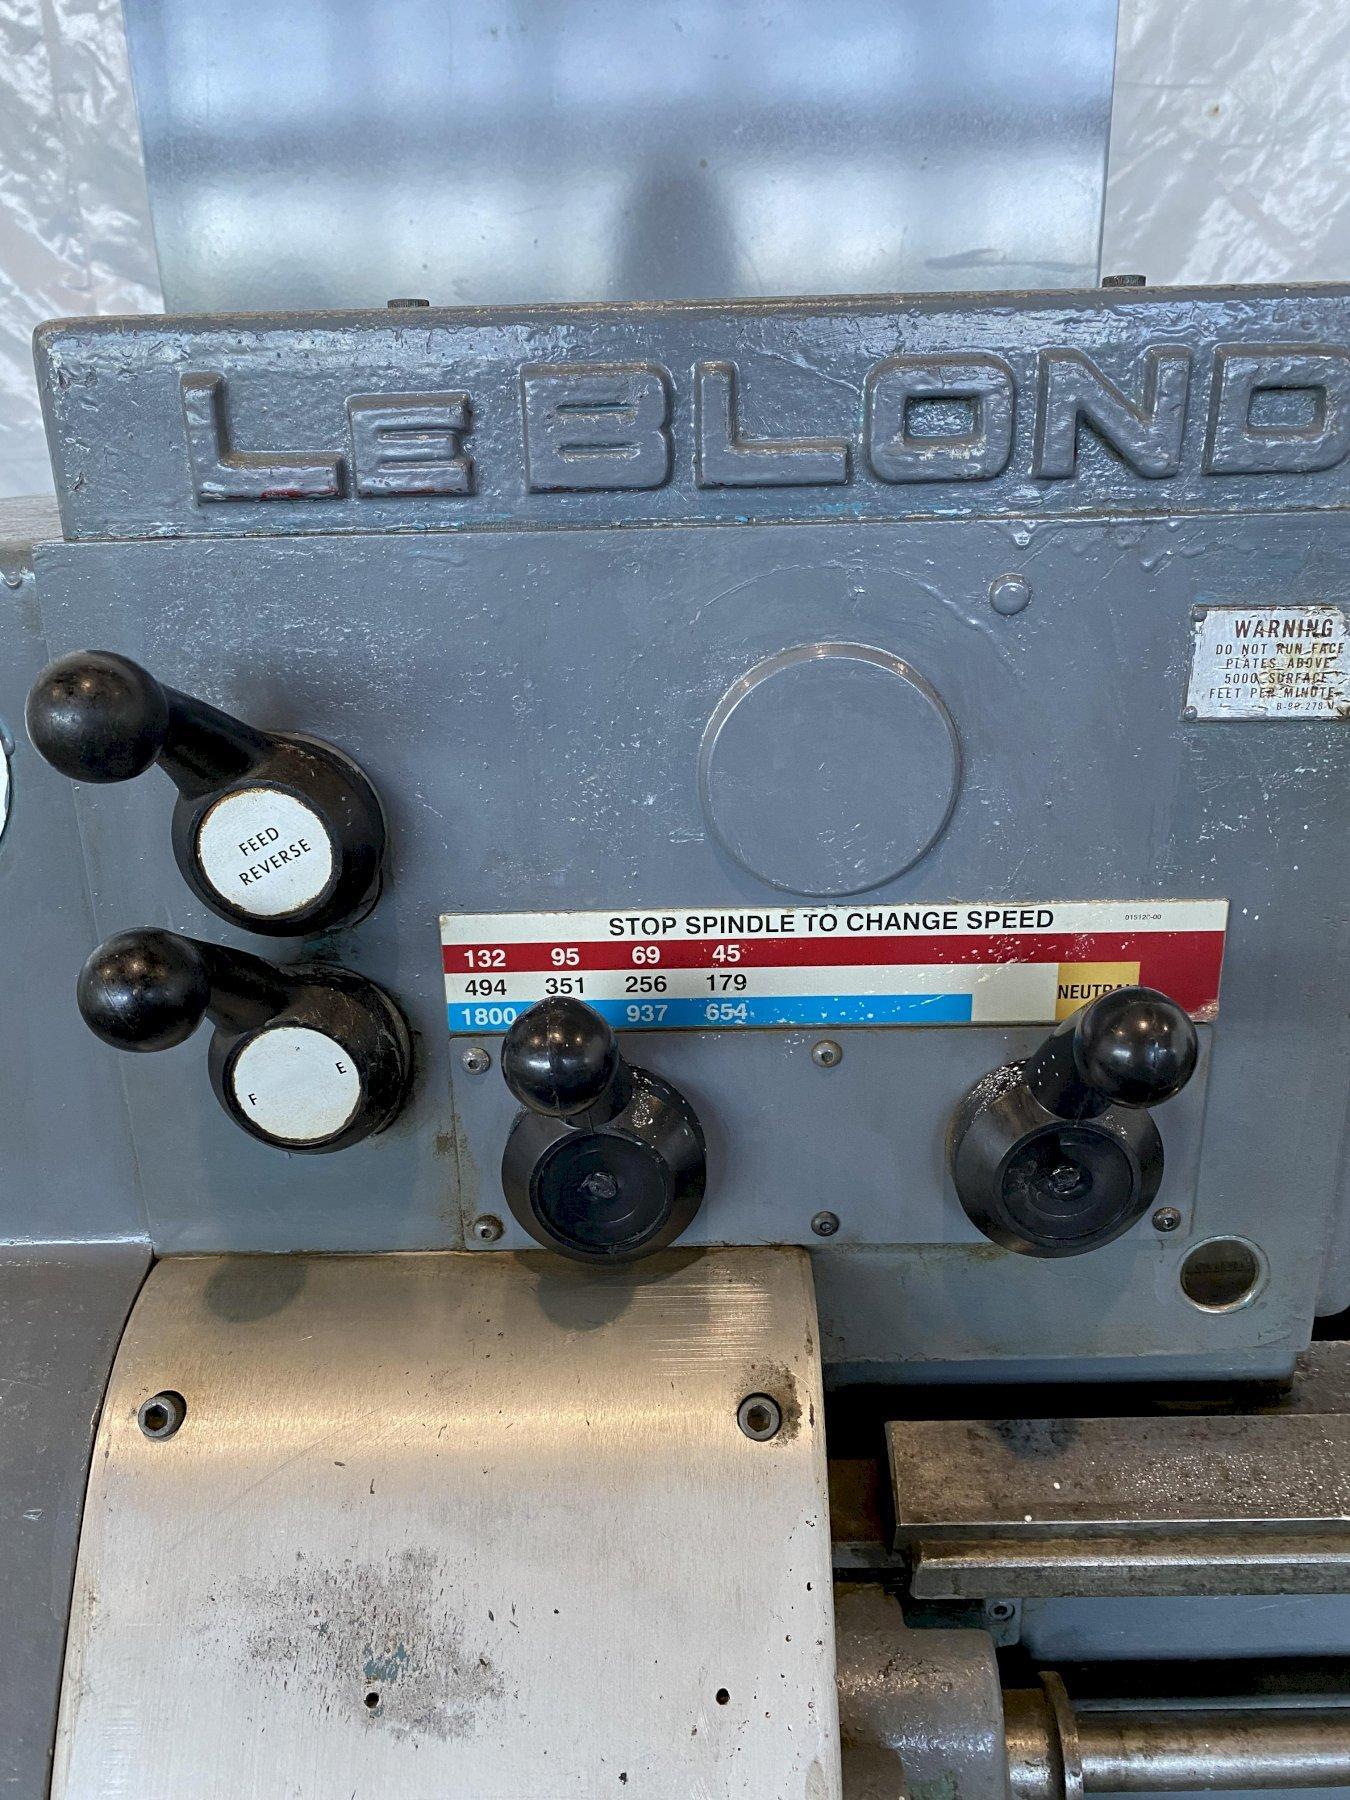 LEBLOND
WARNING
DO NOT RUN FACE
PLATES ABOVE
5000 SURFACE
FEET PER MINUTE
FEED
REVERSE
STOP SPINDLE TO CHANGE SPEED
132 95 69 45
494 351 256 179
1800 937 654
E
F